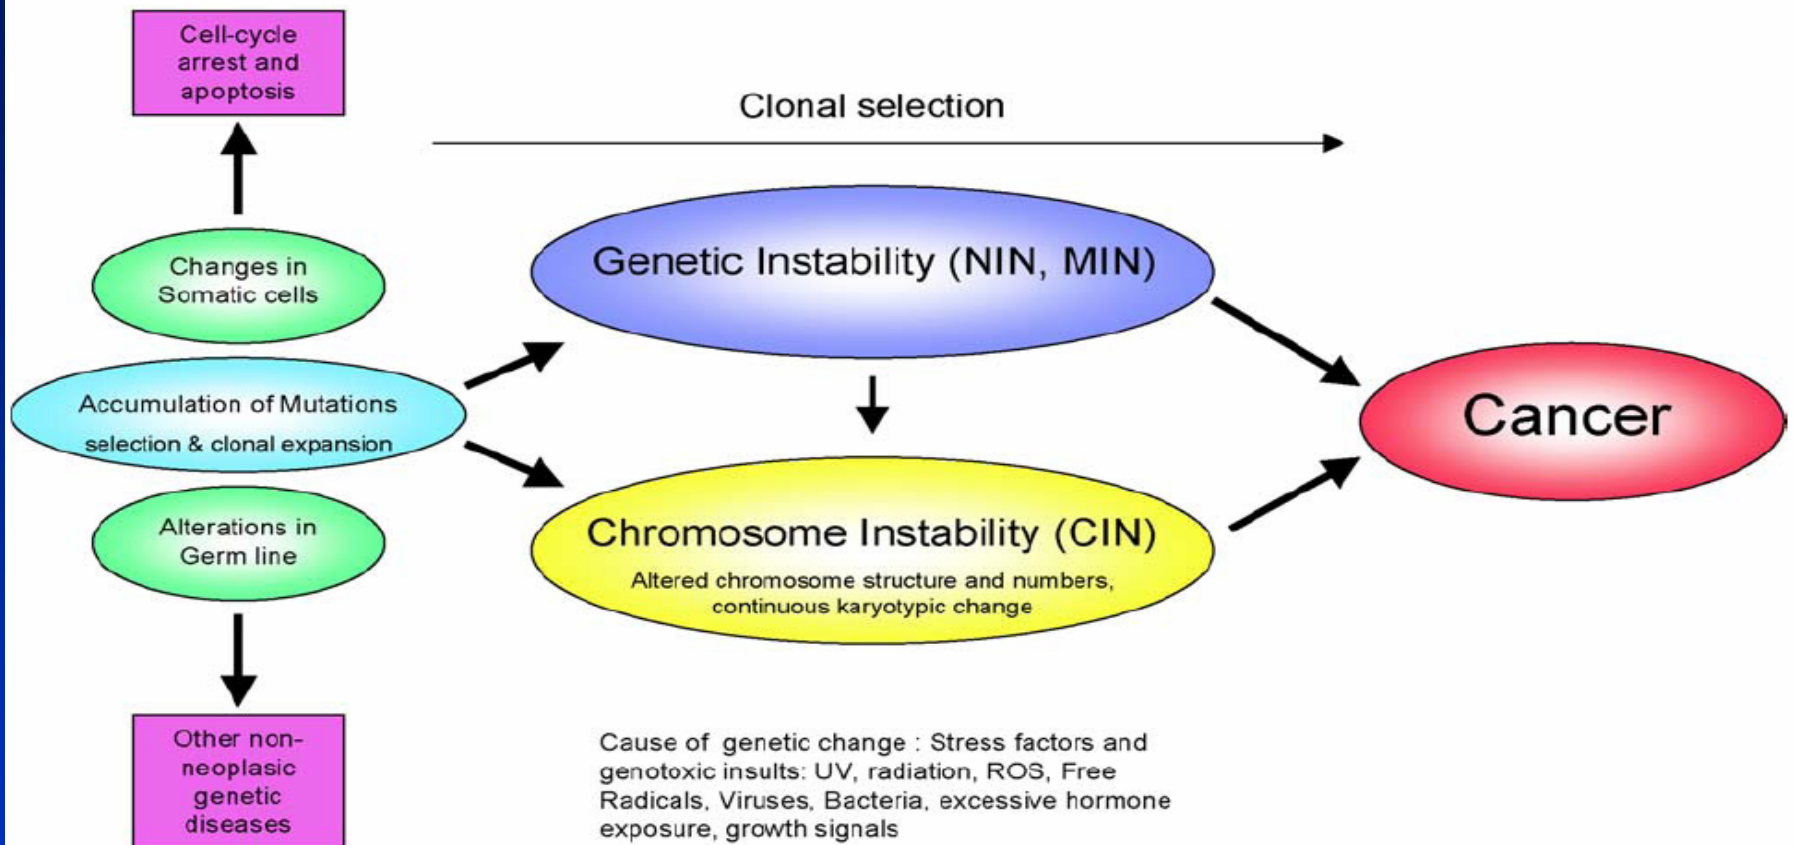 Cell-cycle
arrest and
apoptosis
Clonal selection
Changes in
Somatic cells
Genetic Instability (NIN, MIN)
Accumulation of Mutations
selection & clonal expansion
Cancer
Alterations in
Germ line
Chromosome Instability (CIN)
Altered chromosome structure and numbers,
continuous karyotypic change
Other non-
neoplasic
genetic
diseases
Cause of genetic change : Stress factors and
genotoxic insults: UV, radiation, ROS, Free
Radicals, Viruses, Bacteria, excessive hormone
exposure, growth signals